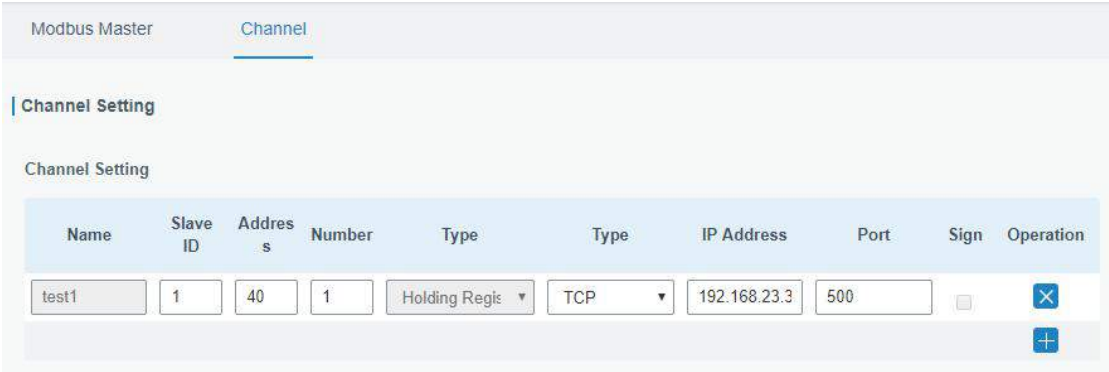 Modbus Master Channel
Channel Setting
Channel Setting
Name Slave ID Addres s Number Type Type IP Address Port Sign Operation
test1 1 40 1 Holding Regis TCP 192.168.23.3 500